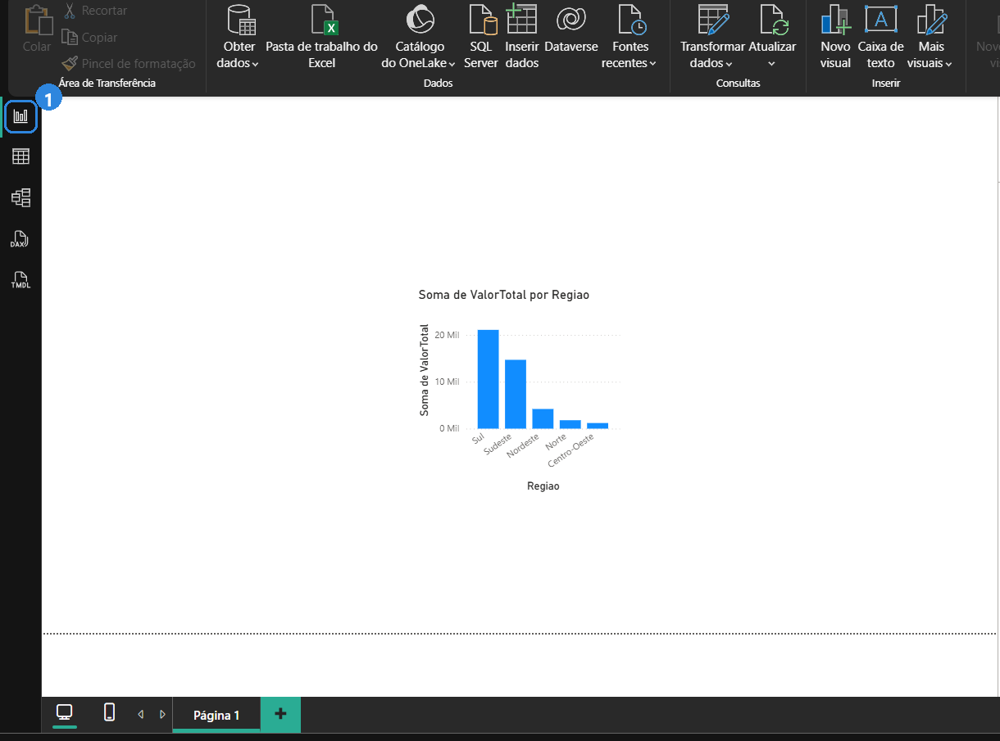 Recortar
Copiar
Pincel de formatação
Colar
Área de Transferência
Obter dados
Pasta de trabalho do Excel
Catálogo do OneLake
SQL Server
Inserir dados
Dataverse
Fontes recentes
Dados
Transformar dados
Atualizar
Consultas
Novo visual
Caixa de texto
Mais visuais
Inserir
1
DAX
TMDL
Soma de ValorTotal por Regiao
Soma de ValorTotal
20 Mil
10 Mil
0 Mil
Sul
Sudeste
Nordeste
Norte
Centro-Oeste
Regiao
Página 1